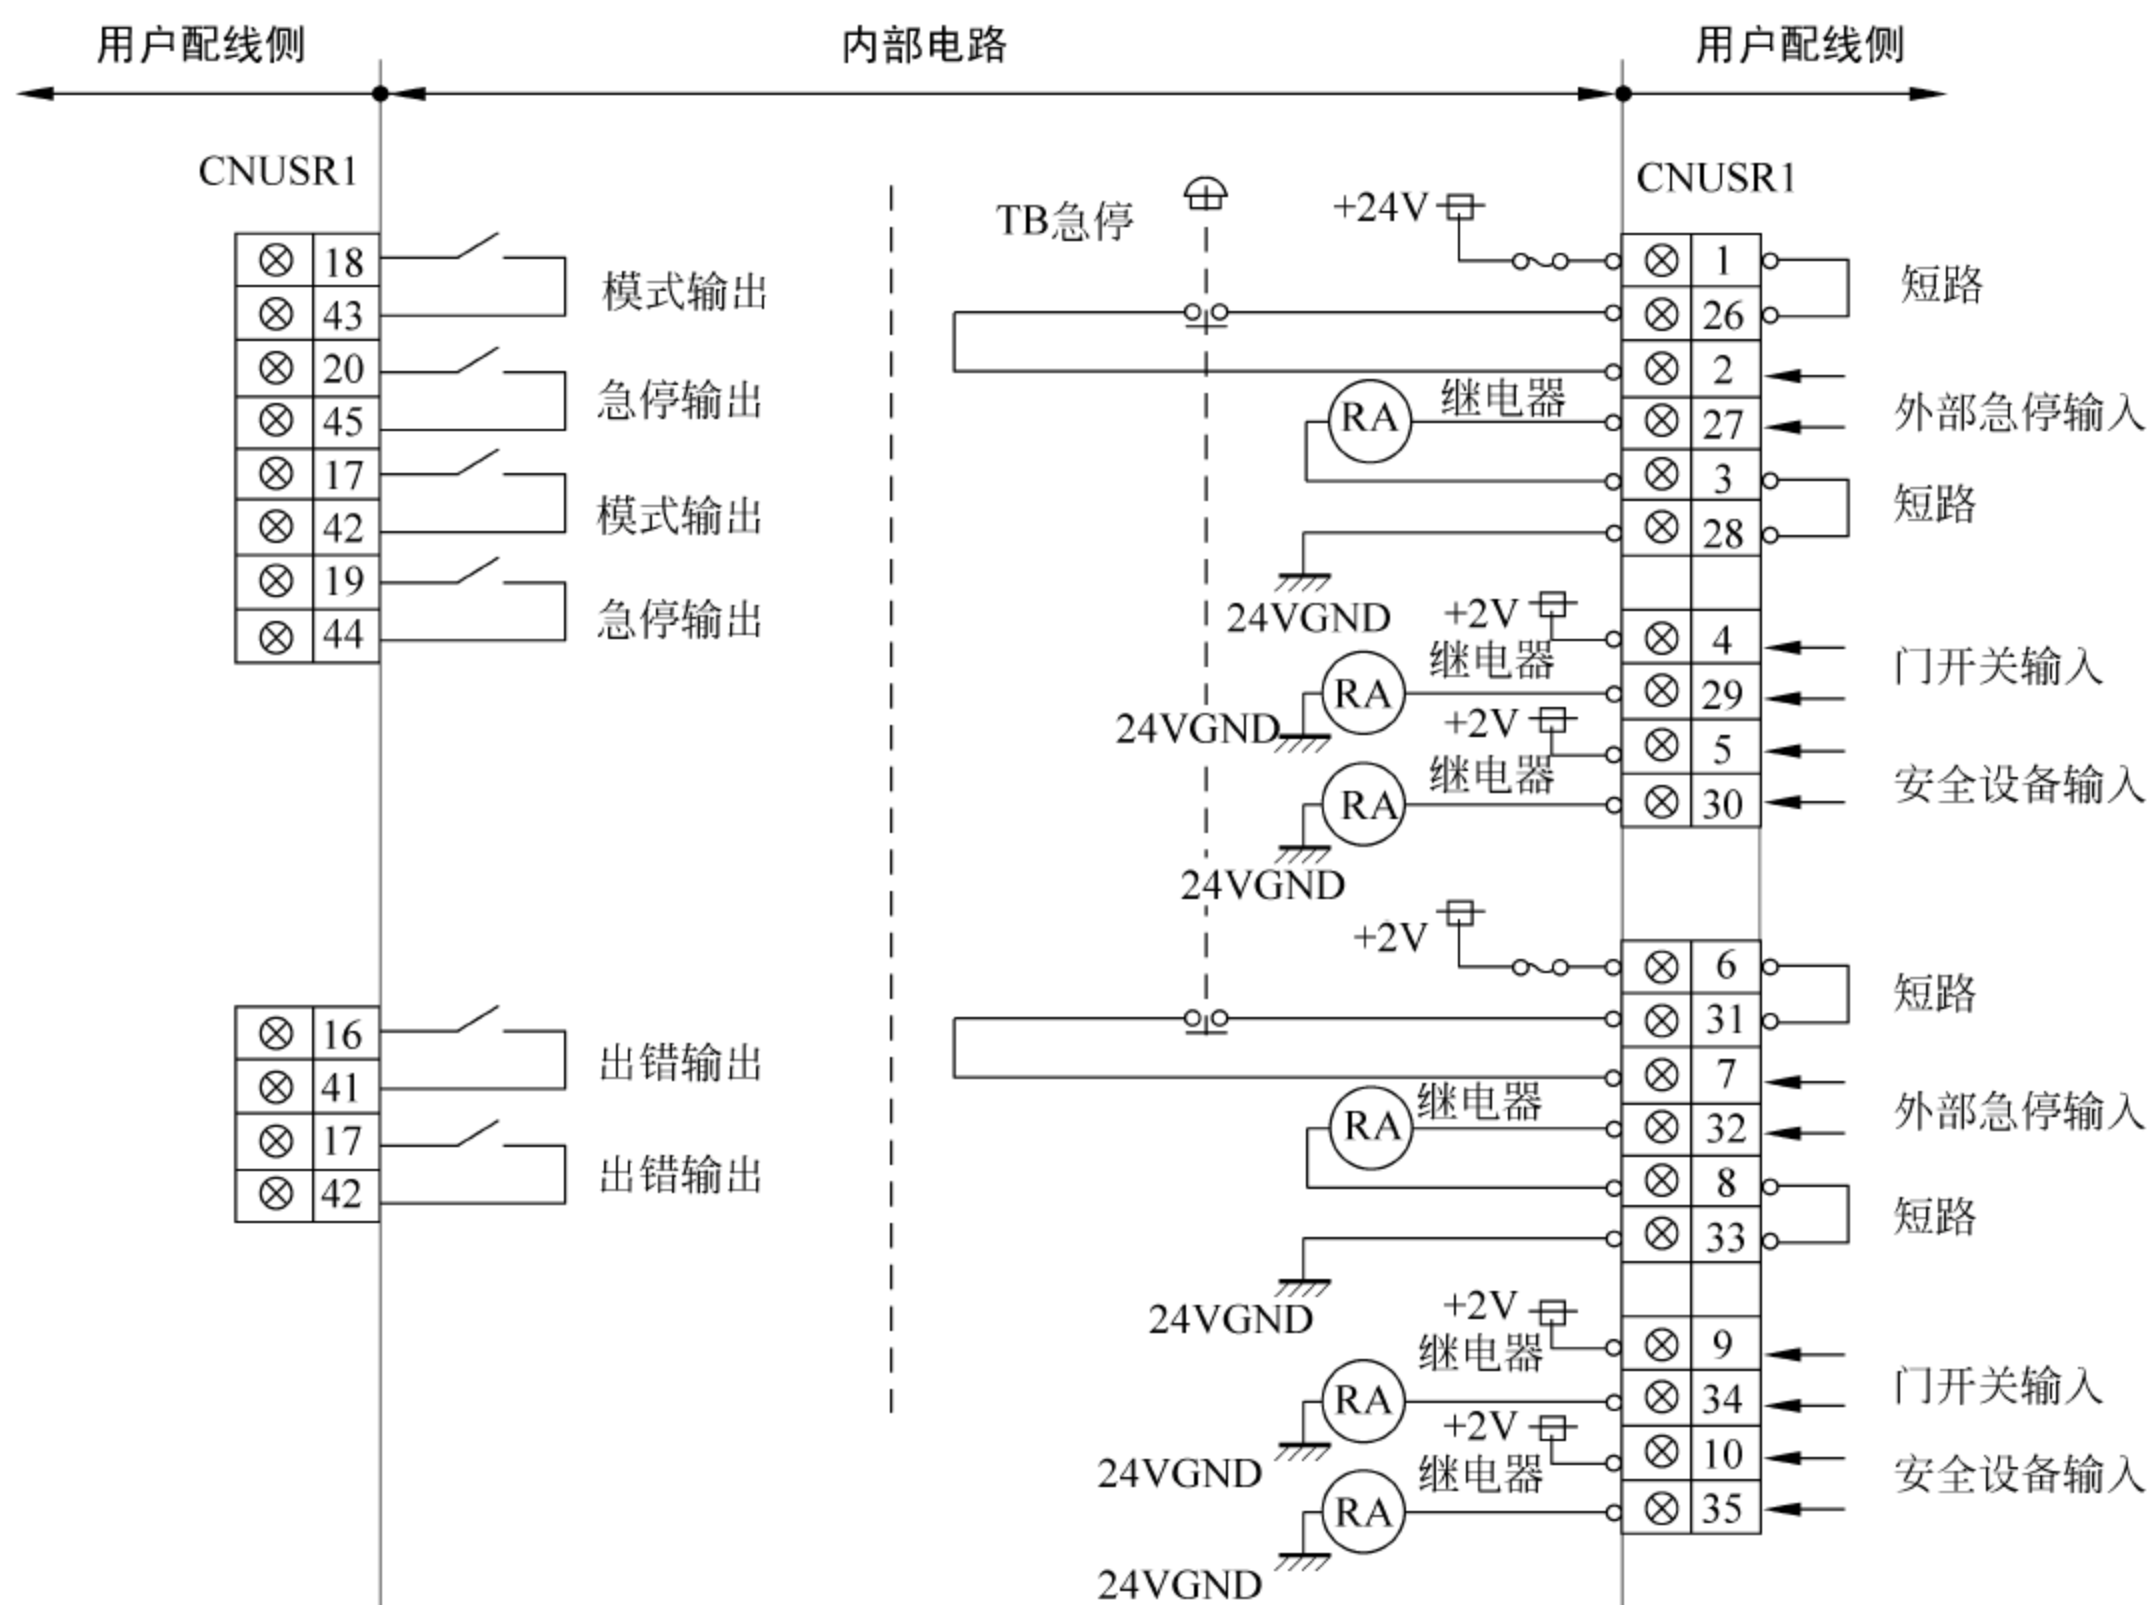 用户配线侧
内部电路
用户配线侧
CNUSR1
18
43
20
45
17
42
19
44
模式输出
急停输出
模式输出
急停输出
16
41
17
42
出错输出
出错输出
TB急停
+24V
继电器
RA
24VGND
+2V
继电器
RA
24VGND
+2V
继电器
RA
24VGND
+2V
继电器
RA
24VGND
+2V
继电器
RA
24VGND
+2V
继电器
RA
24VGND
CNUSR1
1
26
2
27
3
28
4
29
5
30
6
31
7
32
8
33
9
34
10
35
短路
外部急停输入
短路
门开关输入
安全设备输入
短路
外部急停输入
短路
门开关输入
安全设备输入